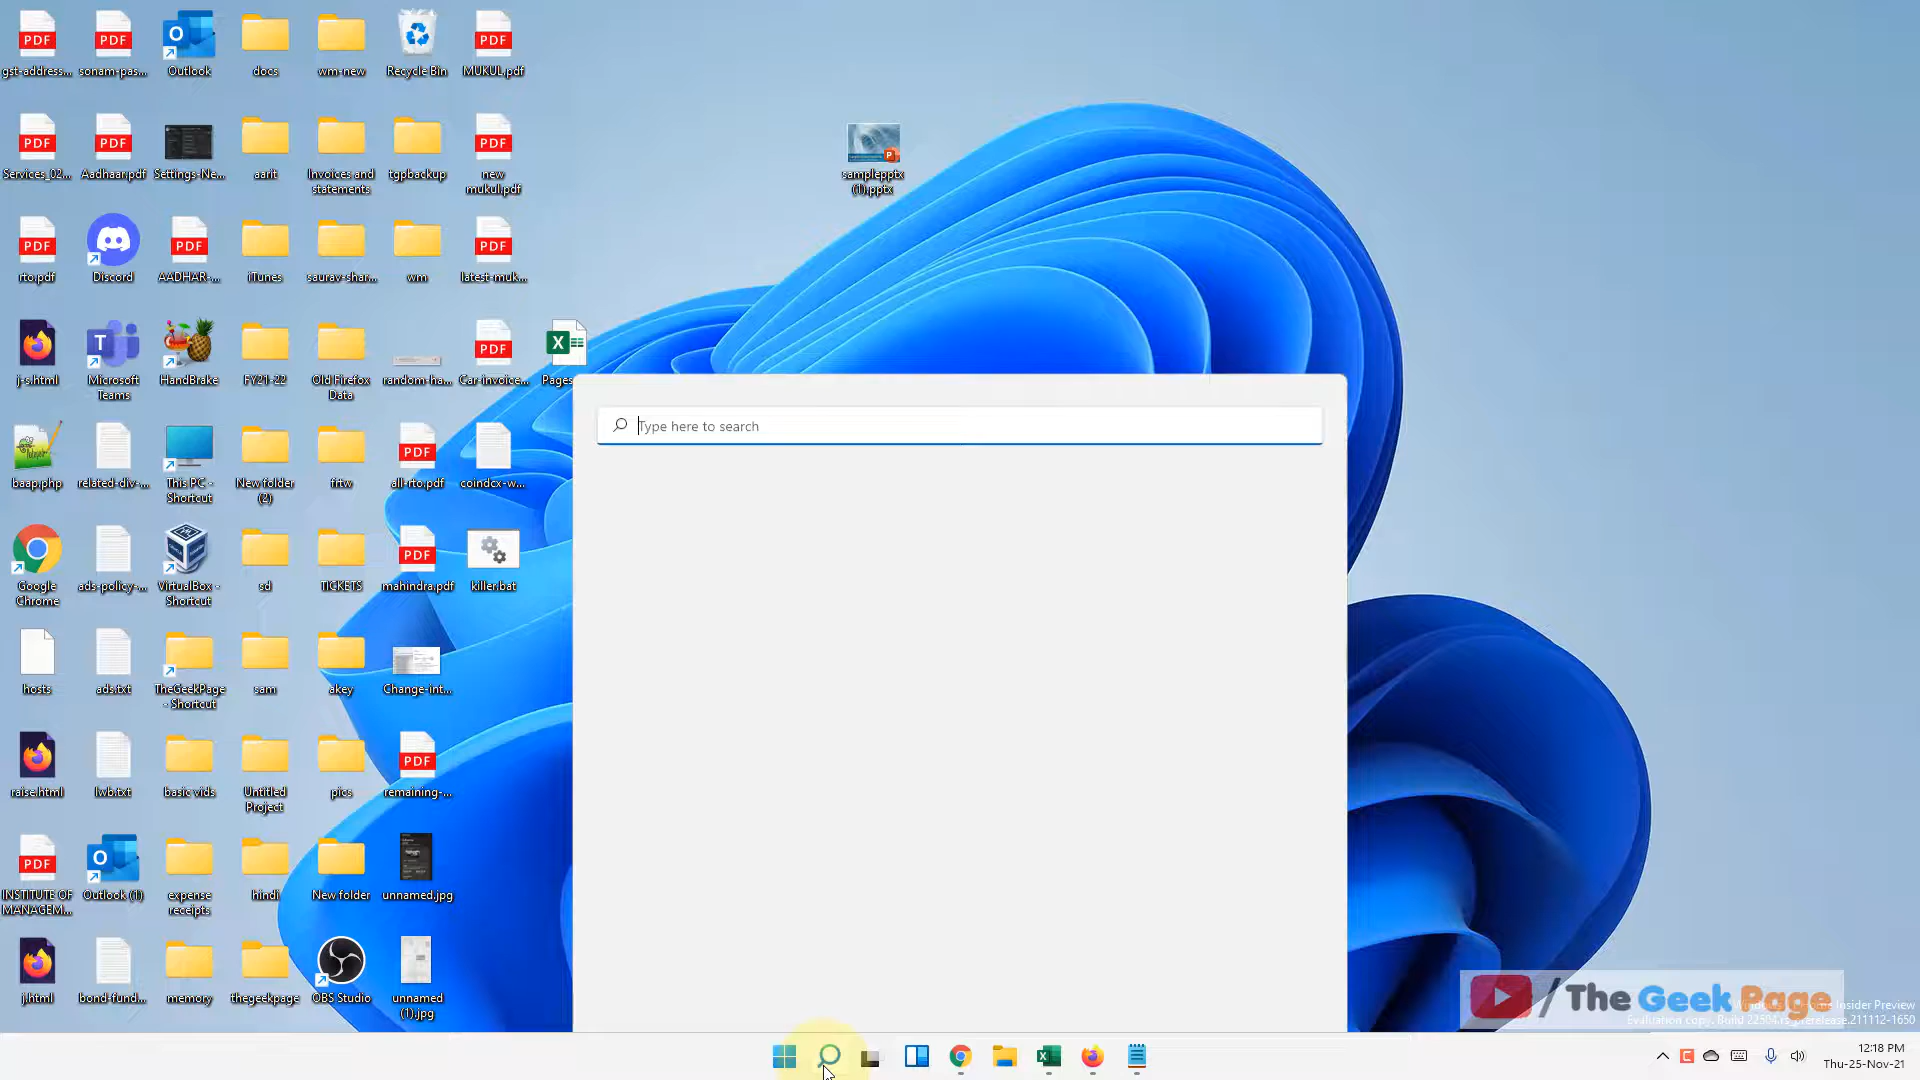 gst-address...
sonam-pas...
Outlook
docs
wm-new
Recycle Bin
MUKUL.pdf
Services_02...
Aadhaar.pdf
Settings-Ne...
aarit
Invoices and
statements
tgpbackup
new
mukul.pdf
samplepptx
(1).pptx
rto.pdf
Discord
AADHAR-...
iTunes
saurav-shar...
wm
latest-muk...
j-s.html
Microsoft
Teams
HandBrake
FY21-22
Old Firefox
Data
random-ha...
Car-invoice...
Pages
Type here to search
baap.php
related-div-...
This PC -
Shortcut
New folder
(2)
frtw
all-rto.pdf
coindcx-w...
Google
Chrome
ads-policy-...
VirtualBox -
Shortcut
sd
TICKETS
mahindra.pdf
killer.bat
hosts
ads.txt
TheGeekPage
- Shortcut
sam
akey
Change-int...
raise.html
lwb.txt
basic vids
Untitled
Project
pics
remaining-...
INSTITUTE OF
MANAGEM...
Outlook (1)
expense
receipts
hindi
New folder
unnamed.jpg
j.html
bond-fund...
memory
thegeekpage
OBS Studio
unnamed
(1).jpg
/ The Geek Page
Insider Preview
Evaluation copy. Build 22504.rs_prerelease.211112-1650
12:18 PM
Thu-25-Nov-21